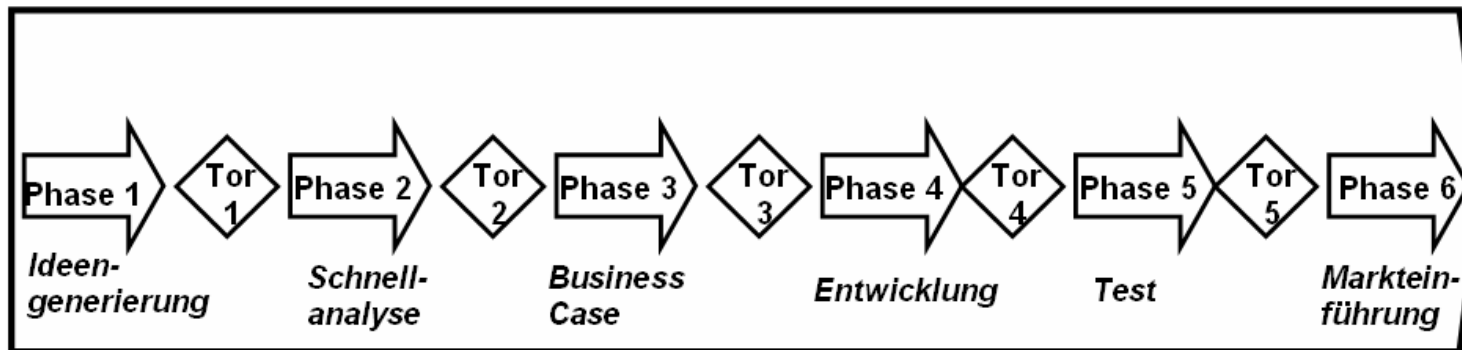 Phase 1
Tor
1
Phase 2
Tor
2
Phase 3
Tor
3
Phase 4
Tor
4
Phase 5
Tor
5
Phase 6
Ideen-
generierung
Schnell-
analyse
Business
Case
Entwicklung
Test
Marktein-
führung